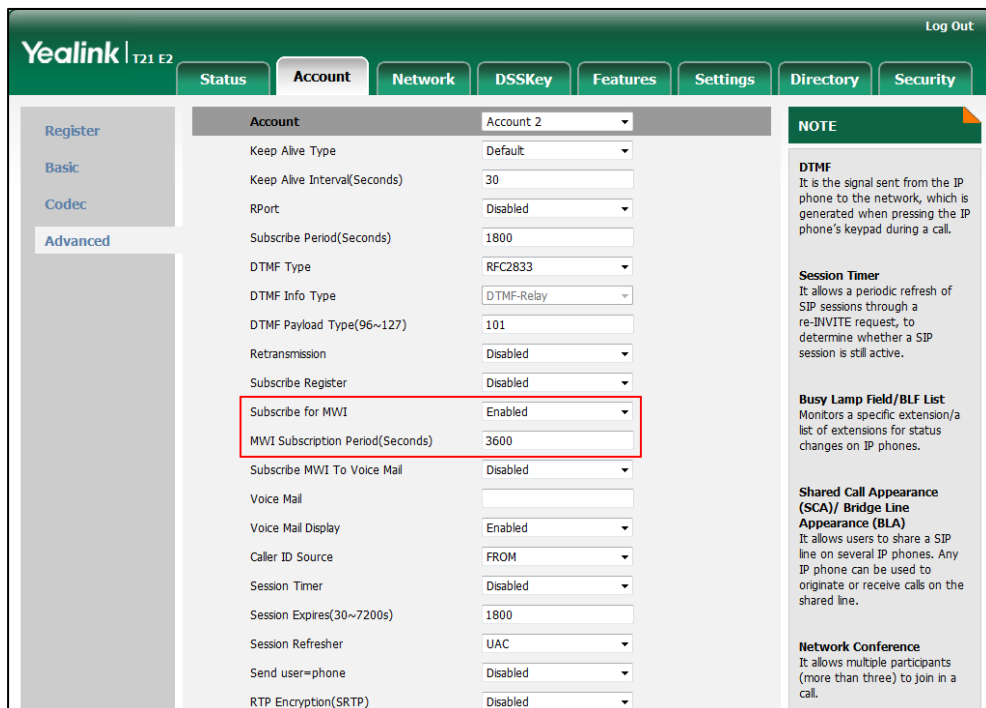 Log Out
Yealink T21 E2
Status Account Network DSSKey Features Settings Directory Security
Register
Basic
Codec
Advanced
Account Account 2
Keep Alive Type Default
Keep Alive Interval(Seconds) 30
RPort Disabled
Subscribe Period(Seconds) 1800
DTMF Type RFC2833
DTMF Info Type DTMF-Relay
DTMF Payload Type(96~127) 101
Retransmission Disabled
Subscribe Register Disabled
Subscribe for MWI Enabled
MWI Subscription Period(Seconds) 3600
Subscribe MWI To Voice Mail Disabled
Voice Mail
Voice Mail Display Enabled
Caller ID Source FROM
Session Timer Disabled
Session Expires(30~7200s) 1800
Session Refresher UAC
Send user=phone Disabled
RTP Encryption(SRTP) Disabled
NOTE
DTMF
It is the signal sent from the IP
phone to the network, which is
generated when pressing the IP
phone's keypad during a call.
Session Timer
It allows a periodic refresh of
SIP sessions through a
re-INVITE request, to
determine whether a SIP
session is still active.
Busy Lamp Field/BLF List
Monitors a specific extension/a
list of extensions for status
changes on IP phones.
Shared Call Appearance
(SCA)/ Bridge Line
Appearance (BLA)
It allows users to share a SIP
line on several IP phones. Any
IP phone can be used to
originate or receive calls on the
shared line.
Network Conference
It allows multiple participants
(more than three) to join in a
call.